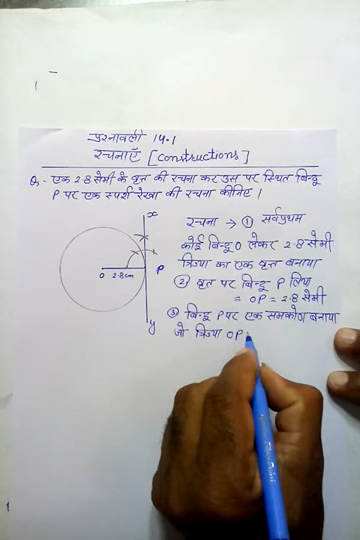 प्रश्नावली 14.1
रचनाएँ [constructions]
Q.- एक 2.8 सेमी के वृत्त की रचना कर उस पर स्थित बिन्दु
P पर एक स्पर्श रेखा की रचना कीजिए।
x
O 2.8cm P
y
रचना → ① सर्वप्रथम
कोई बिन्दु O लेकर 2.8 सेमी
त्रिज्या का एक वृत्त बनाया
② वृत पर बिन्दु P लिया
= OP = 2.8 सेमी
③ बिन्दु P पर एक समकोण बनाया
जो त्रिज्या OP